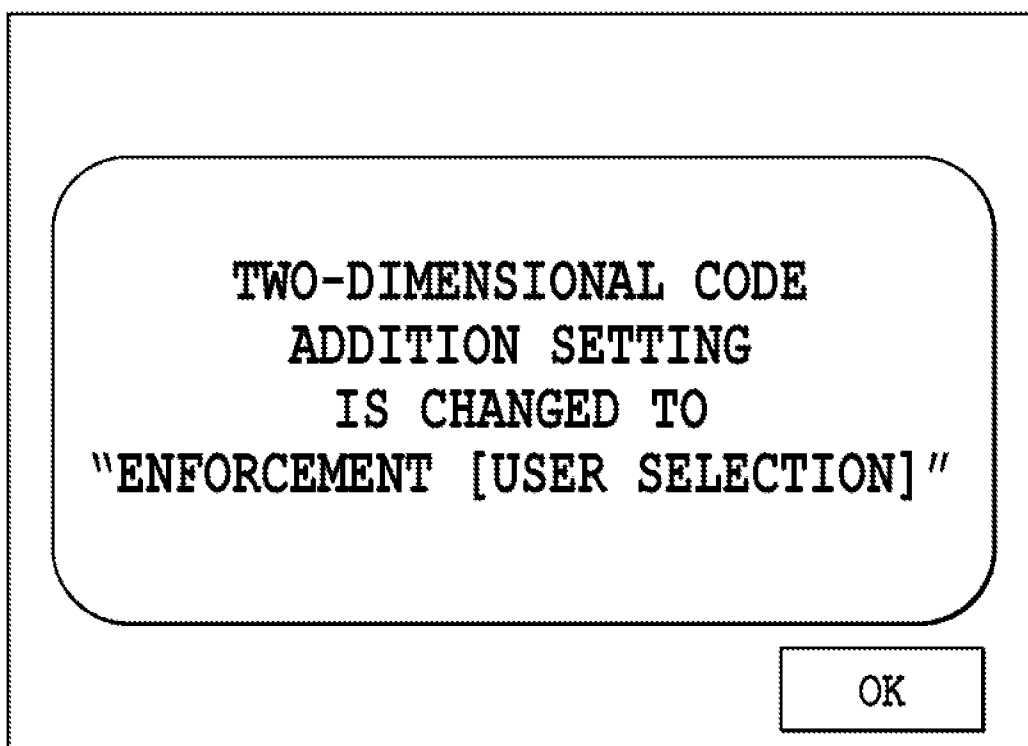 TWO-DIMENSIONAL CODE
ADDITION SETTING
IS CHANGED TO
"ENFORCEMENT [USER SELECTION]"
OK